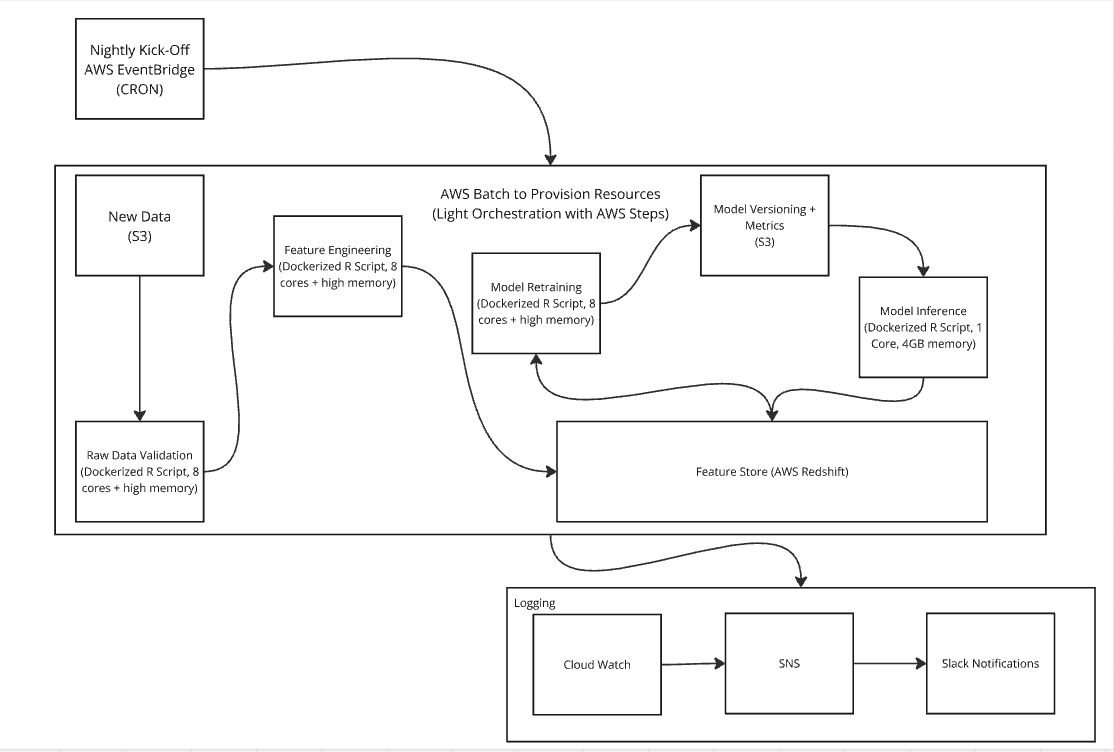 Nightly Kick-Off
AWS EventBridge
(CRON)
AWS Batch to Provision Resources
(Light Orchestration with AWS Steps)
New Data
(S3)
Raw Data Validation
(Dockerized R Script, 8
cores + high memory)
Feature Engineering
(Dockerized R Script, 8
cores + high memory)
Model Retraining
(Dockerized R Script, 8
cores + high memory)
Model Versioning +
Metrics
(S3)
Model Inference
(Dockerized R Script, 1
Core, 4GB memory)
Feature Store (AWS Redshift)
Logging
Cloud Watch
SNS
Slack Notifications